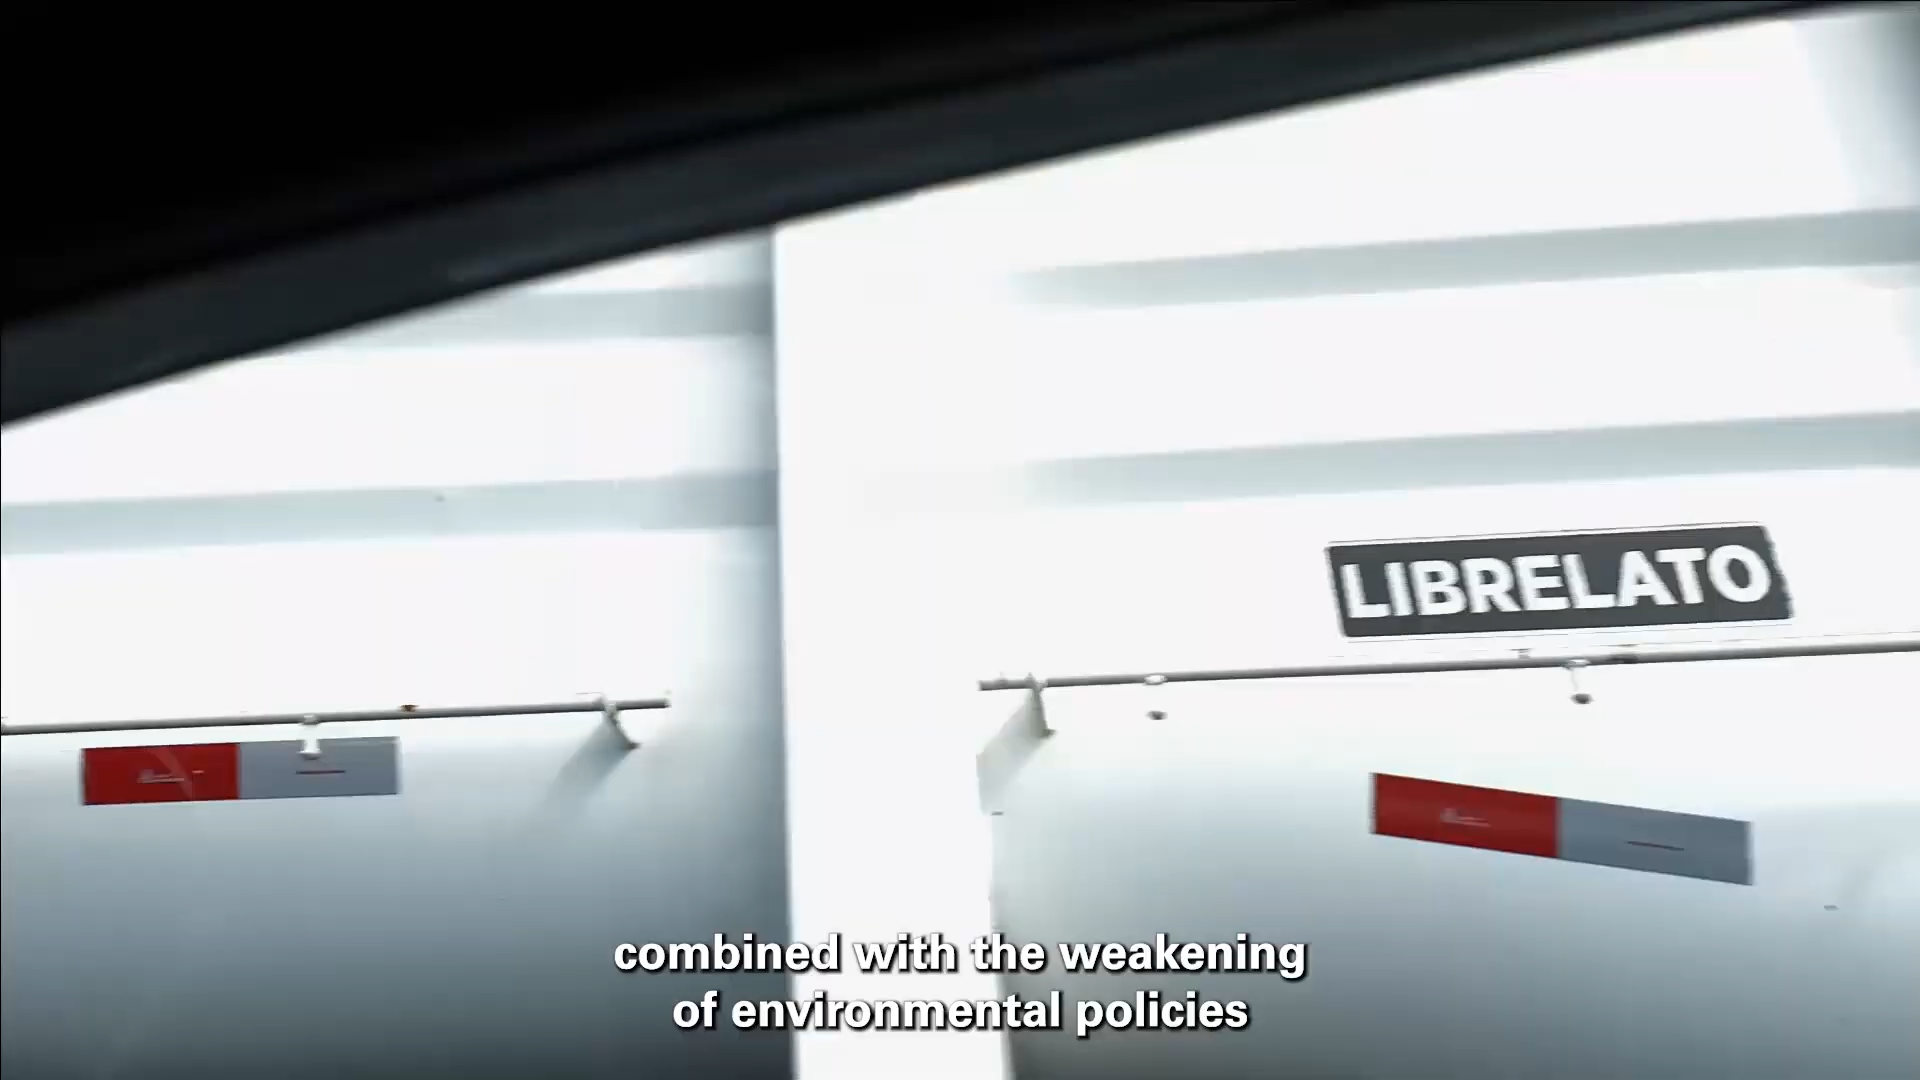 LIBRELATO
combined with the weakening
of environmental policies